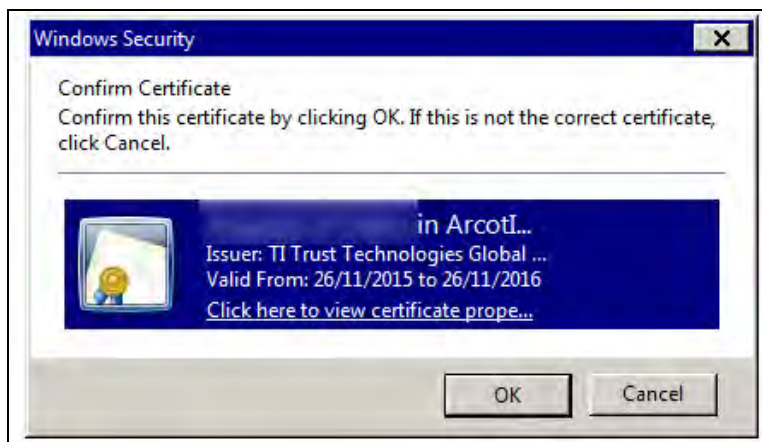 Windows Security
Confirm Certificate
Confirm this certificate by clicking OK. If this is not the correct certificate,
click Cancel.
in ArcotI...
Issuer: TI Trust Technologies Global ...
Valid From: 26/11/2015 to 26/11/2016
Click here to view certificate prope...
OK
Cancel